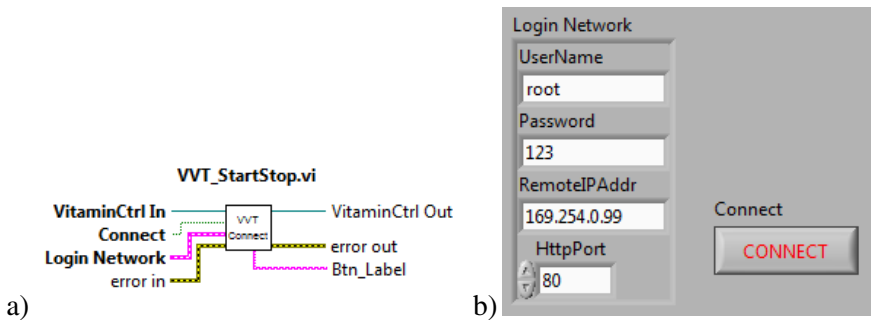 VVT_StartStop.vi
VitaminCtrl In
Connect
Login Network
error in
VVT
Connect
VitaminCtrl Out
error out
Btn_Label
a)
Login Network
UserName
root
Password
123
RemoteIPAddr
169.254.0.99
HttpPort
80
Connect
CONNECT
b)